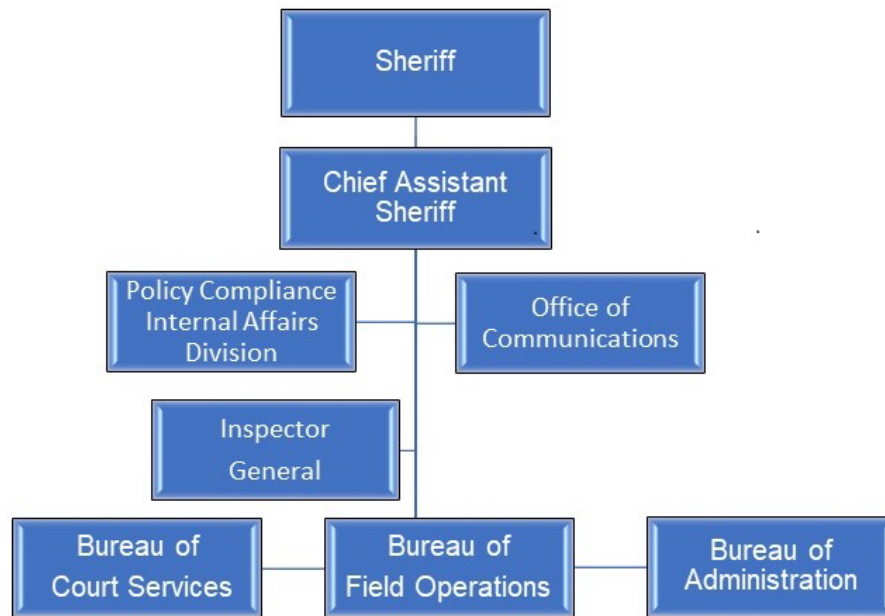 Sheriff
Chief Assistant
Sheriff
Policy Compliance
Internal Affairs
Division
Office of
Communications
Inspector
General
Bureau of
Court Services
Bureau of
Field Operations
Bureau of
Administration